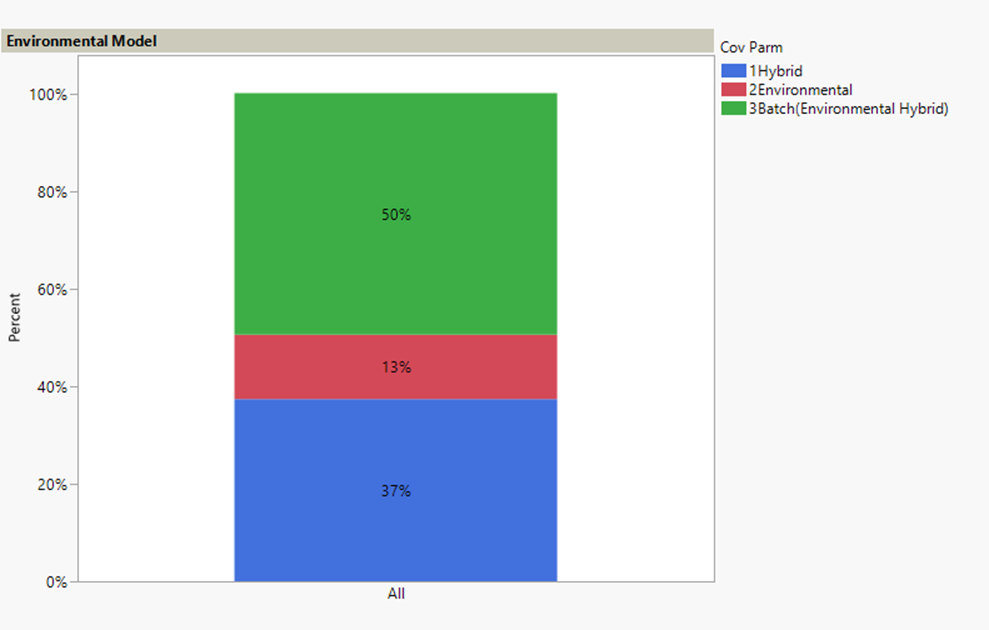 Environmental Model
Cov Parm
1Hybrid
2Environmental
3Batch(Environmental Hybrid)
100%
80%
60%
40%
20%
0%
Percent
50%
13%
37%
All